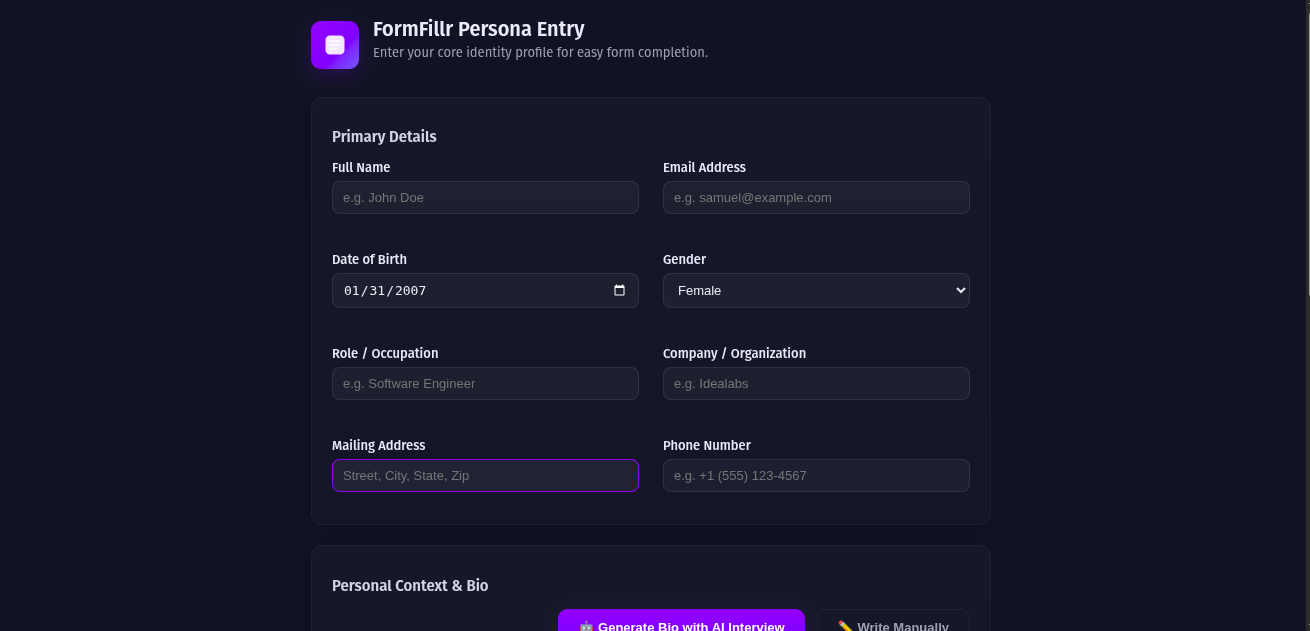 FormFillr Persona Entry
Enter your core identity profile for easy form completion.
Primary Details
Full Name
Email Address
e.g. John Doe
e.g. samuel@example.com
Date of Birth
Gender
01/31/2007
Female
Role / Occupation
Company / Organization
e.g. Software Engineer
e.g. Idealabs
Mailing Address
Phone Number
Street, City, State, Zip
e.g. +1 (555) 123-4567
Personal Context & Bio
🤖 Generate Bio with AI Interview
✏️ Write Manually